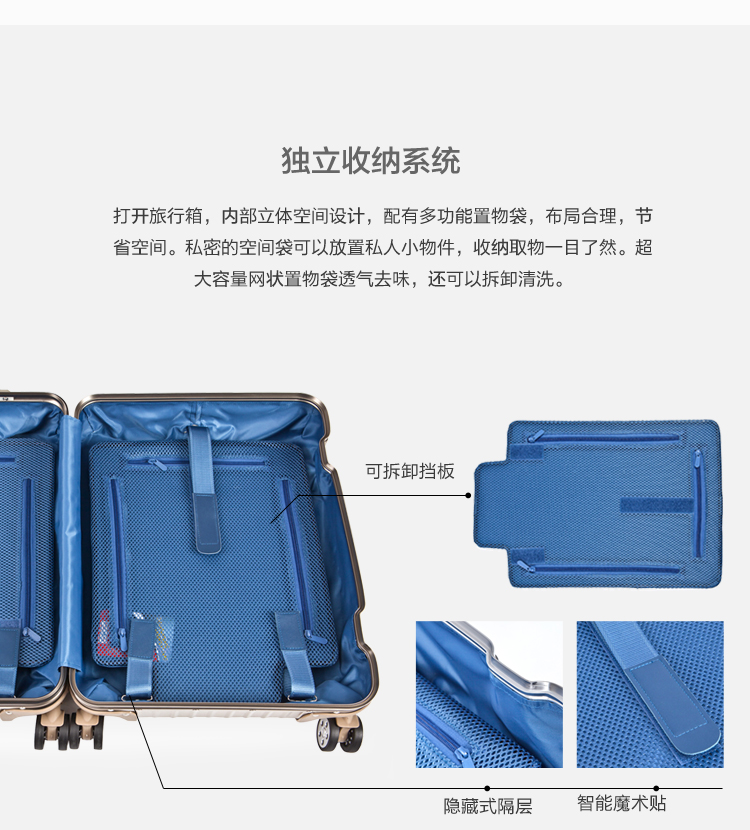 独立收纳系统
打开旅行箱，内部立体空间设计，配有多功能置物袋，布局合理，节
省空间。私密的空间袋可以放置私人小物件，收纳取物一目了然。超
大容量网状置物袋透气去味，还可以拆卸清洗。
可拆卸挡板
隐藏式隔层
智能魔术贴